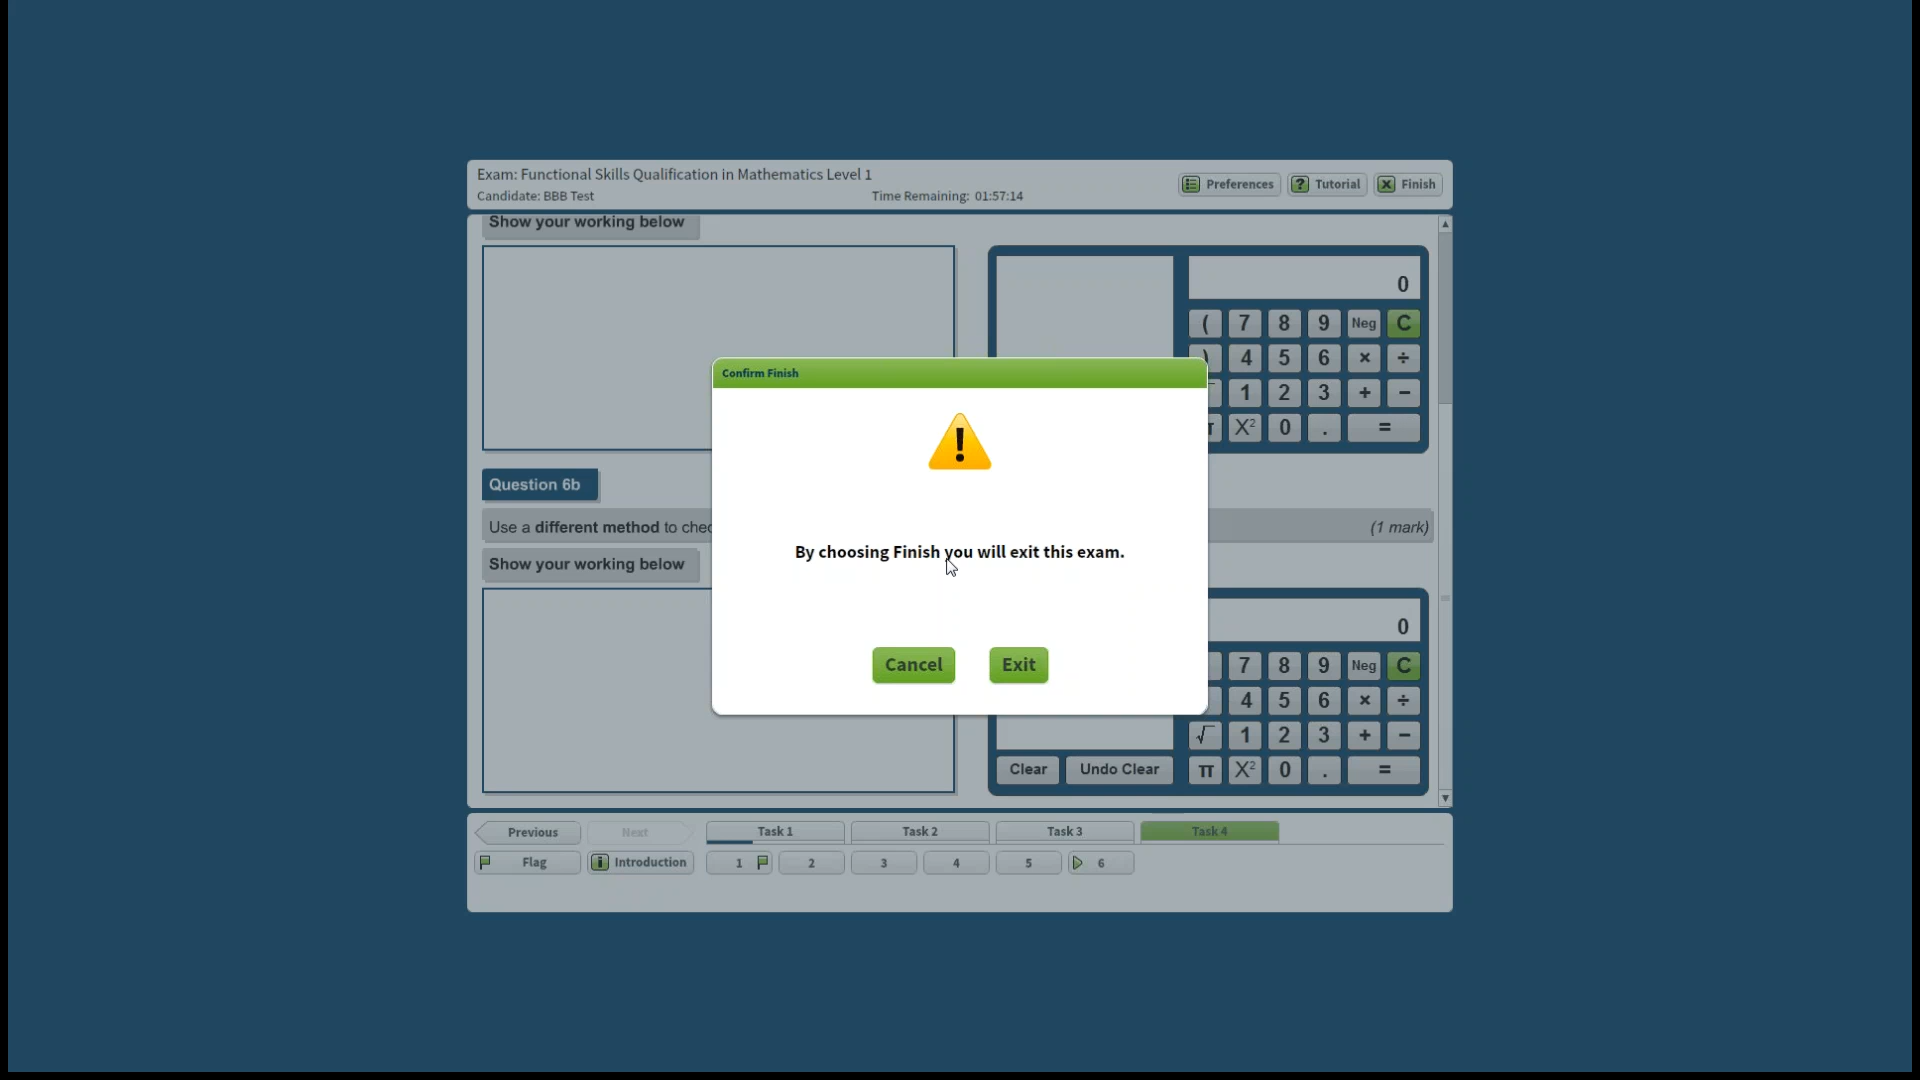 Exam: Functional Skills Qualification in Mathematics Level 1
Candidate: BBB Test
Time Remaining: 01:57:14
Preferences
? Tutorial
X Finish
Show your working below
0
( 7 8 9 Neg C
) 4 5 6 × ÷
1 2 3 + −
X² 0 . =
Confirm Finish
!
By choosing Finish you will exit this exam.
Cancel
Exit
Question 6b
Use a different method to
(1 mark)
Show your working below
0
7 8 9 Neg C
4 5 6 × ÷
√ 1 2 3 + −
Clear
Undo Clear
π X² 0 . =
Previous
Next
Task 1
Task 2
Task 3
Task 4
Flag
i Introduction
1
2
3
4
5
6